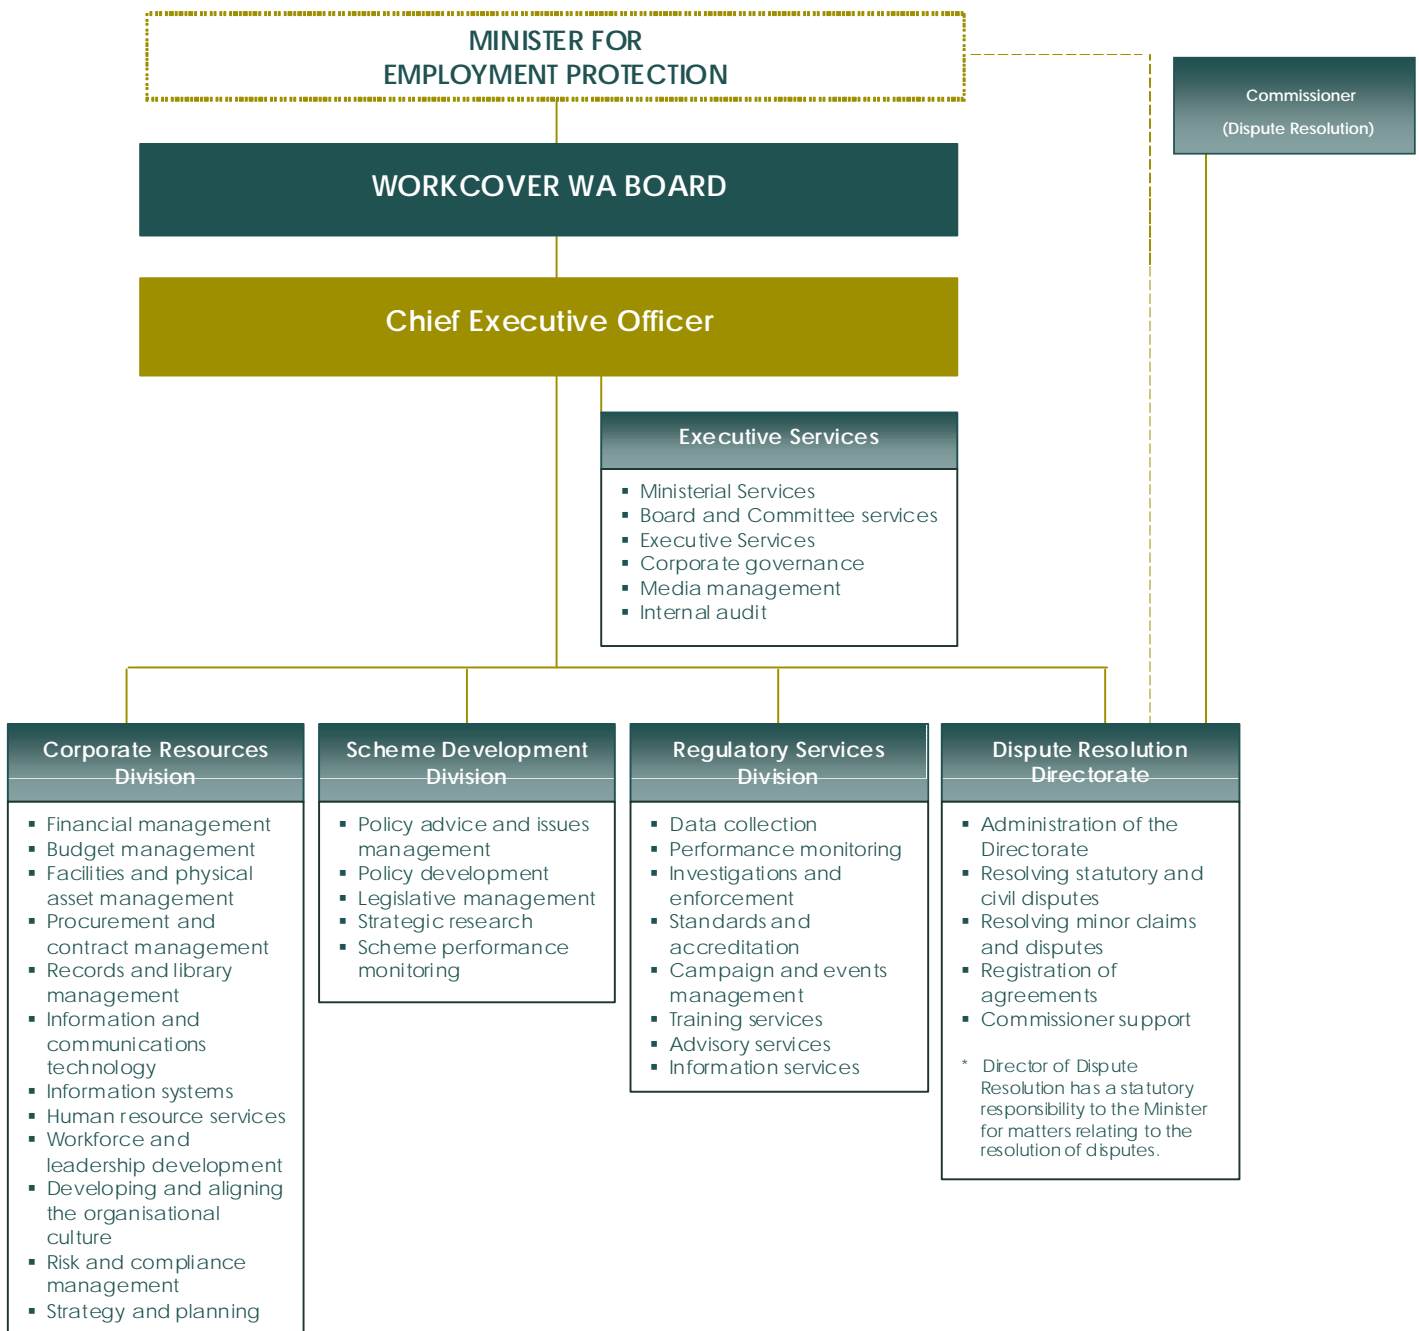 MINISTER FOR
EMPLOYMENT PROTECTION
Commissioner
(Dispute Resolution)
WORKCOVER WA BOARD
Chief Executive Officer
Executive Services
▪ Ministerial Services
▪ Board and Committee services
▪ Executive Services
▪ Corporate governance
▪ Media management
▪ Internal audit
Corporate Resources
Division
▪ Financial management
▪ Budget management
▪ Facilities and physical
asset management
▪ Procurement and
contract management
▪ Records and library
management
▪ Information and
communications
technology
▪ Information systems
▪ Human resource services
▪ Workforce and
leadership development
▪ Developing and aligning
the organisational
culture
▪ Risk and compliance
management
▪ Strategy and planning
Scheme Development
Division
▪ Policy advice and issues
management
▪ Policy development
▪ Legislative management
▪ Strategic research
▪ Scheme performance
monitoring
Regulatory Services
Division
▪ Data collection
▪ Performance monitoring
▪ Investigations and
enforcement
▪ Standards and
accreditation
▪ Campaign and events
management
▪ Training services
▪ Advisory services
▪ Information services
Dispute Resolution
Directorate
▪ Administration of the
Directorate
▪ Resolving statutory and
civil disputes
▪ Resolving minor claims
and disputes
▪ Registration of
agreements
▪ Commissioner support
* Director of Dispute
Resolution has a statutory
responsibility to the Minister
for matters relating to the
resolution of disputes.